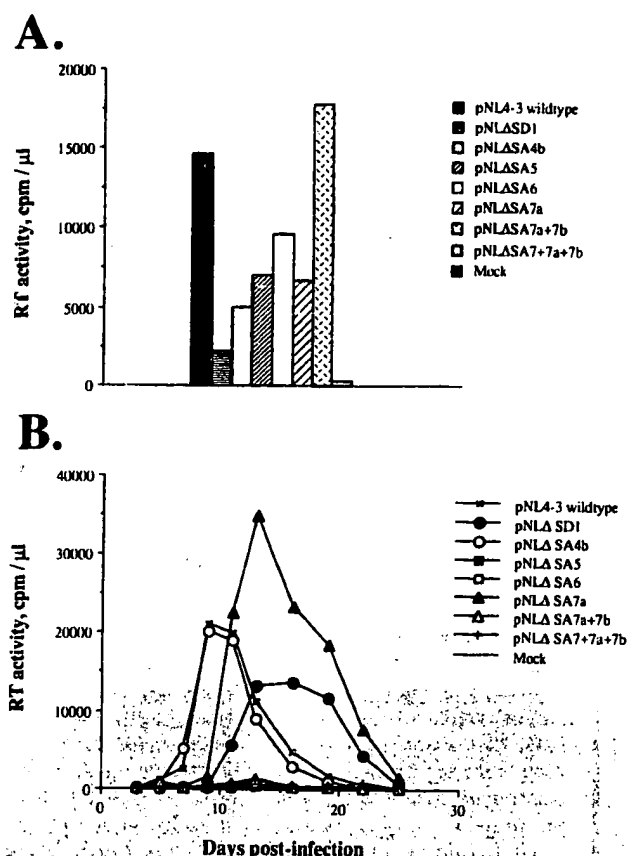 A.
20000
15000
10000
5000
0
RT activity, cpm / µl
pNL4-3 wildtype
pNLΔSD1
pNLΔSA4b
pNLΔSA5
pNLΔSA6
pNLΔSA7a
pNLΔSA7a+7b
pNLΔSA7+7a+7b
Mock
B.
40000
30000
20000
10000
0
RT activity, cpm / µl
0
10
20
30
Days post-infection
pNL4-3 wildtype
pNLΔ SD1
pNLΔ SA4b
pNLΔ SA5
pNLΔ SA6
pNLΔ SA7a
pNLΔ SA7a+7b
pNLΔ SA7+7a+7b
Mock